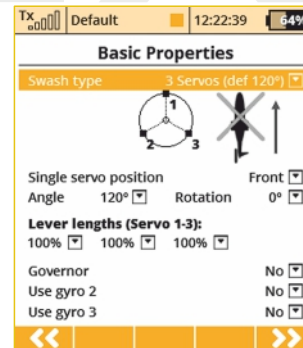 Tx Default 12:22:39 64%
Basic Properties
Swash type 3 Servos (def 120°)
1
2 3
Single servo position Front
Angle 120° Rotation 0°
Lever lengths (Servo 1-3):
100% 100% 100%
Governor No
Use gyro 2 No
Use gyro 3 No